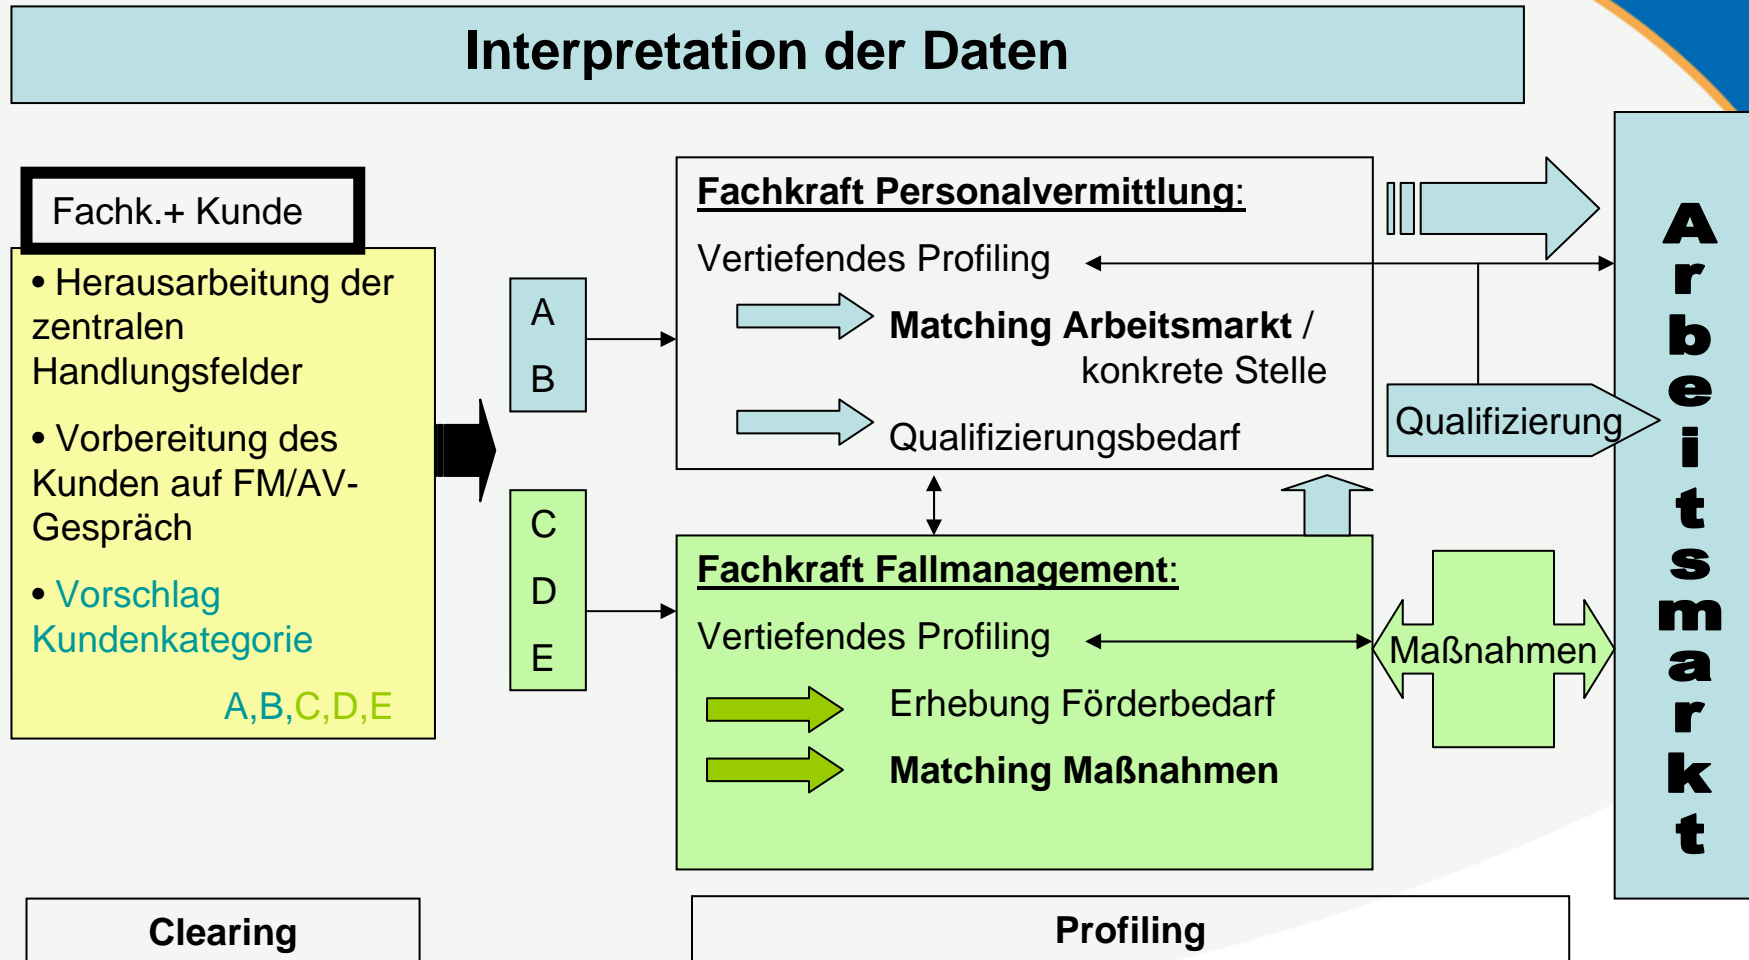 Interpretation der Daten
Fachk.+ Kunde
• Herausarbeitung der
zentralen
Handlungsfelder
• Vorbereitung des
Kunden auf FM/AV-
Gespräch
• Vorschlag
Kundenkategorie
A,B,C,D,E
A
B
C
D
E
Fachkraft Personalvermittlung:
Vertiefendes Profiling
Matching Arbeitsmarkt /
konkrete Stelle
Qualifizierungsbedarf
Qualifizierung
Fachkraft Fallmanagement:
Vertiefendes Profiling
Erhebung Förderbedarf
Matching Maßnahmen
Maßnahmen
Arbeitsmarkt
Clearing
Profiling